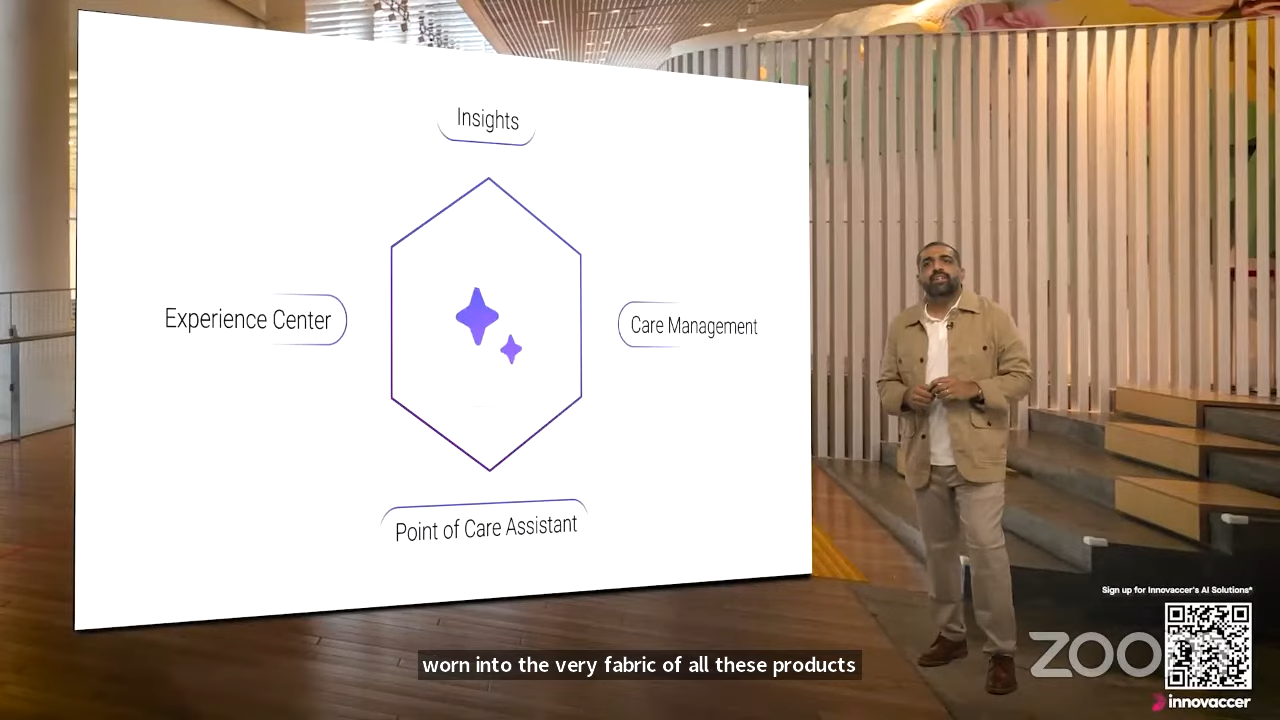 Insights
Experience Center
Care Management
Point of Care Assistant
Sign up for Innovaccer's AI Solutions*
worn into the very fabric of all these products
zoom
innovaccer